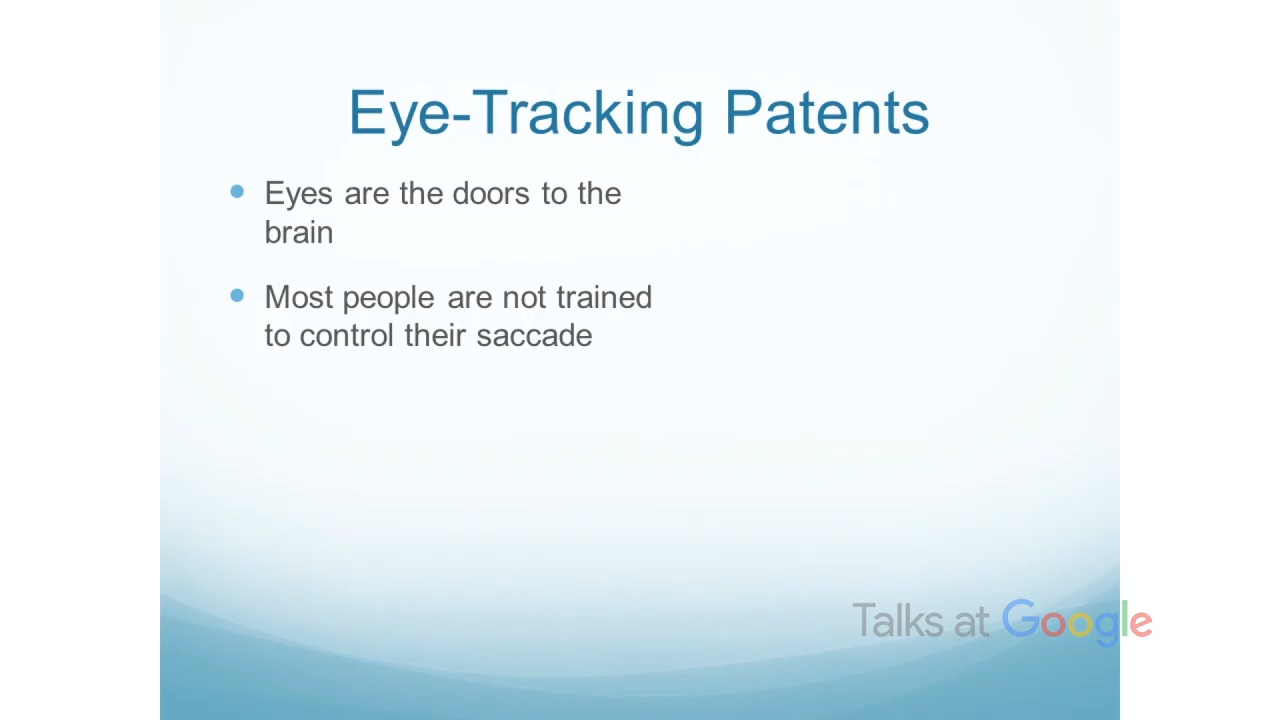 Eye-Tracking Patents
Eyes are the doors to the
brain
Most people are not trained
to control their saccade
Talks at Google